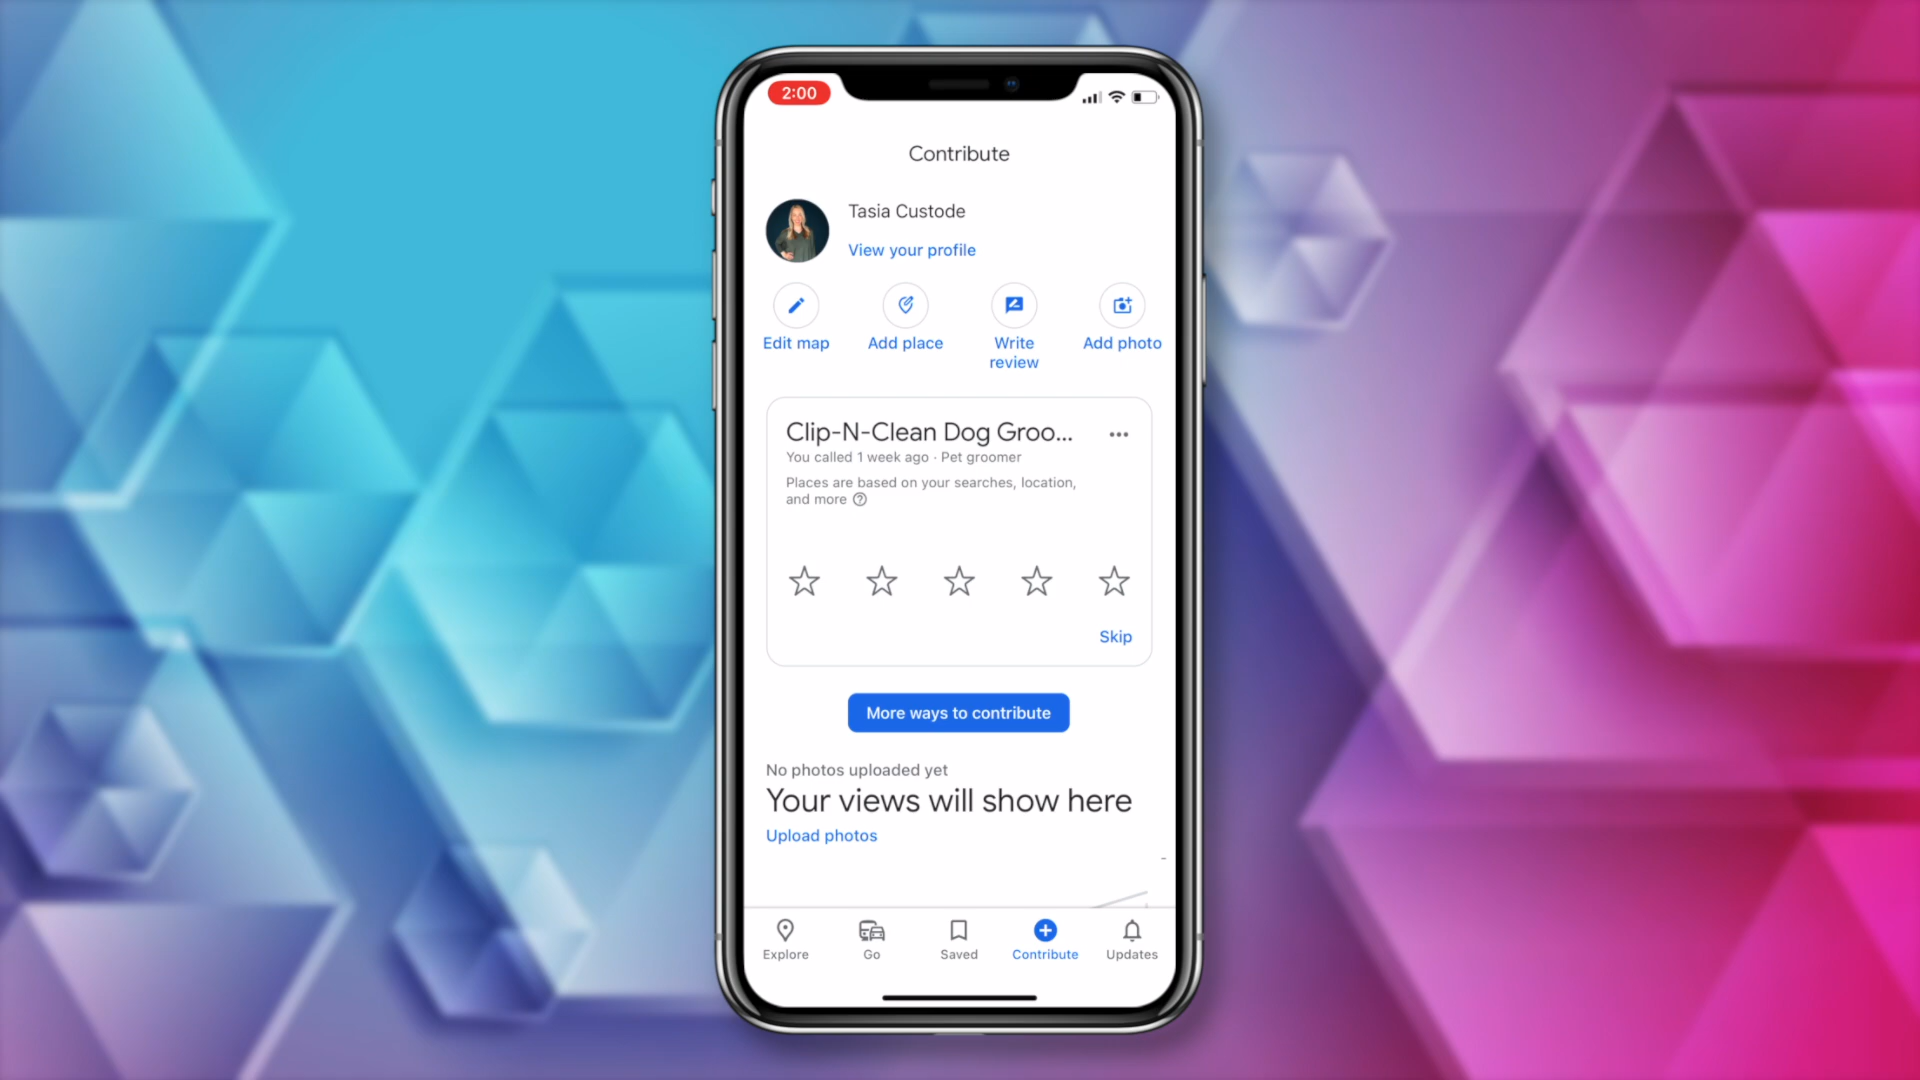 2:00
Contribute
Tasia Custode
View your profile
Edit map
Add place
Write
review
Add photo
Clip-N-Clean Dog Groo...
You called 1 week ago · Pet groomer
Places are based on your searches, location,
and more
Skip
More ways to contribute
No photos uploaded yet
Your views will show here
Upload photos
Explore
Go
Saved
Contribute
Updates